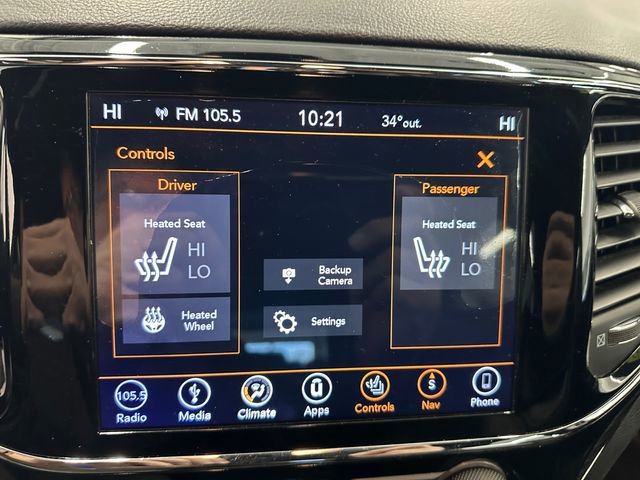 HI FM 105.5 10:21 34°out. HI
Controls
Driver
Heated Seat
HI
LO
Heated
Wheel
Backup
Camera
Settings
Passenger
Heated Seat
HI
LO
105.5
Radio
Media
Climate
Apps
Controls
S
Nav
Phone